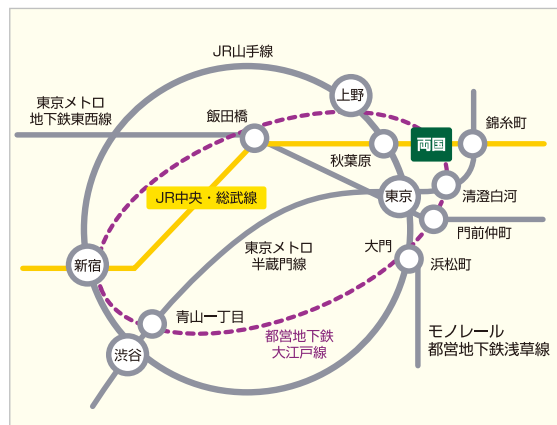 JR山手線
東京メトロ
地下鉄東西線
飯田橋
上野
錦糸町
両国
秋葉原
JR中央・総武線
東京
清澄白河
門前仲町
東京メトロ
半蔵門線
大門
浜松町
新宿
青山一丁目
渋谷
都営地下鉄
大江戸線
モノレール
都営地下鉄浅草線